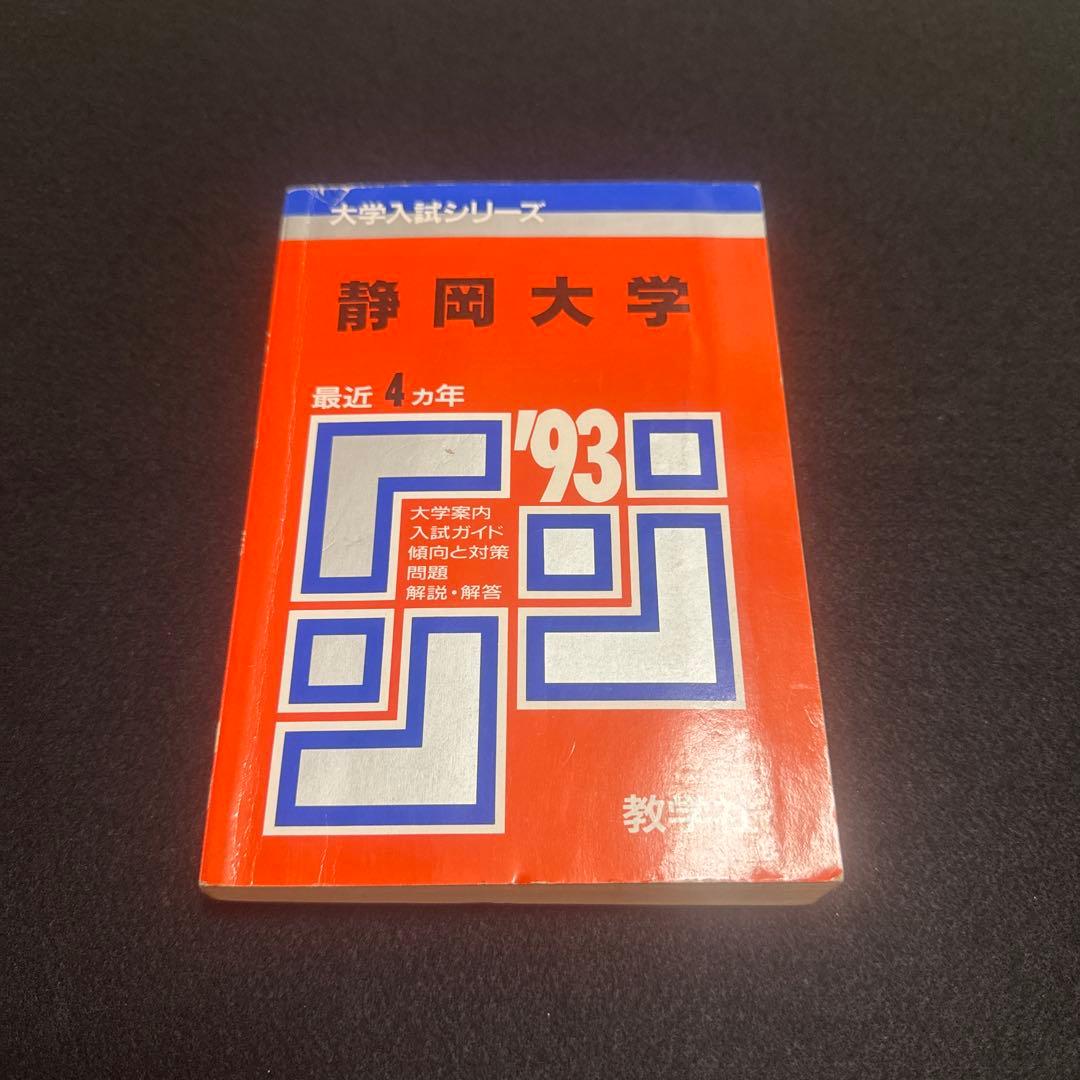 大学入試シリーズ
静岡大学
最近4ヵ年
'93
大学案内
入試ガイド
傾向と対策
問題
解説・解答
教学社